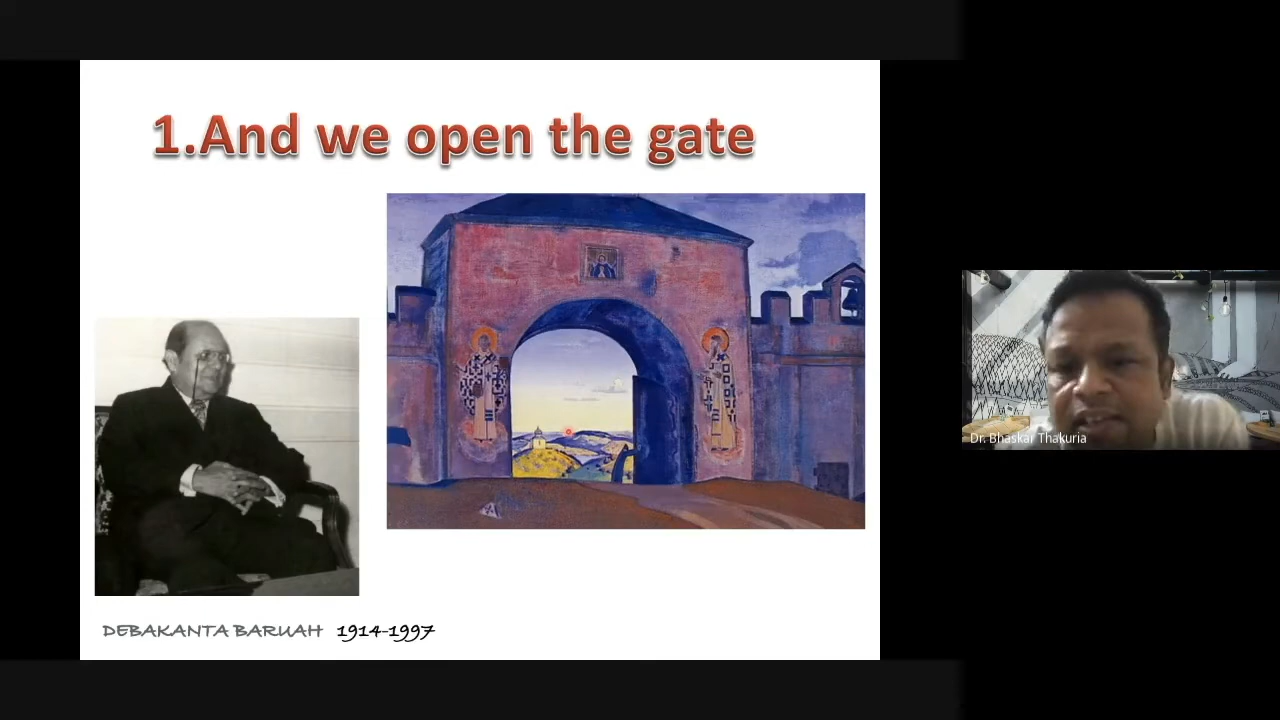 1.And we open the gate
DEBAKANTA BARUAH 1914-1997
Dr. Bhaskar Thakuria